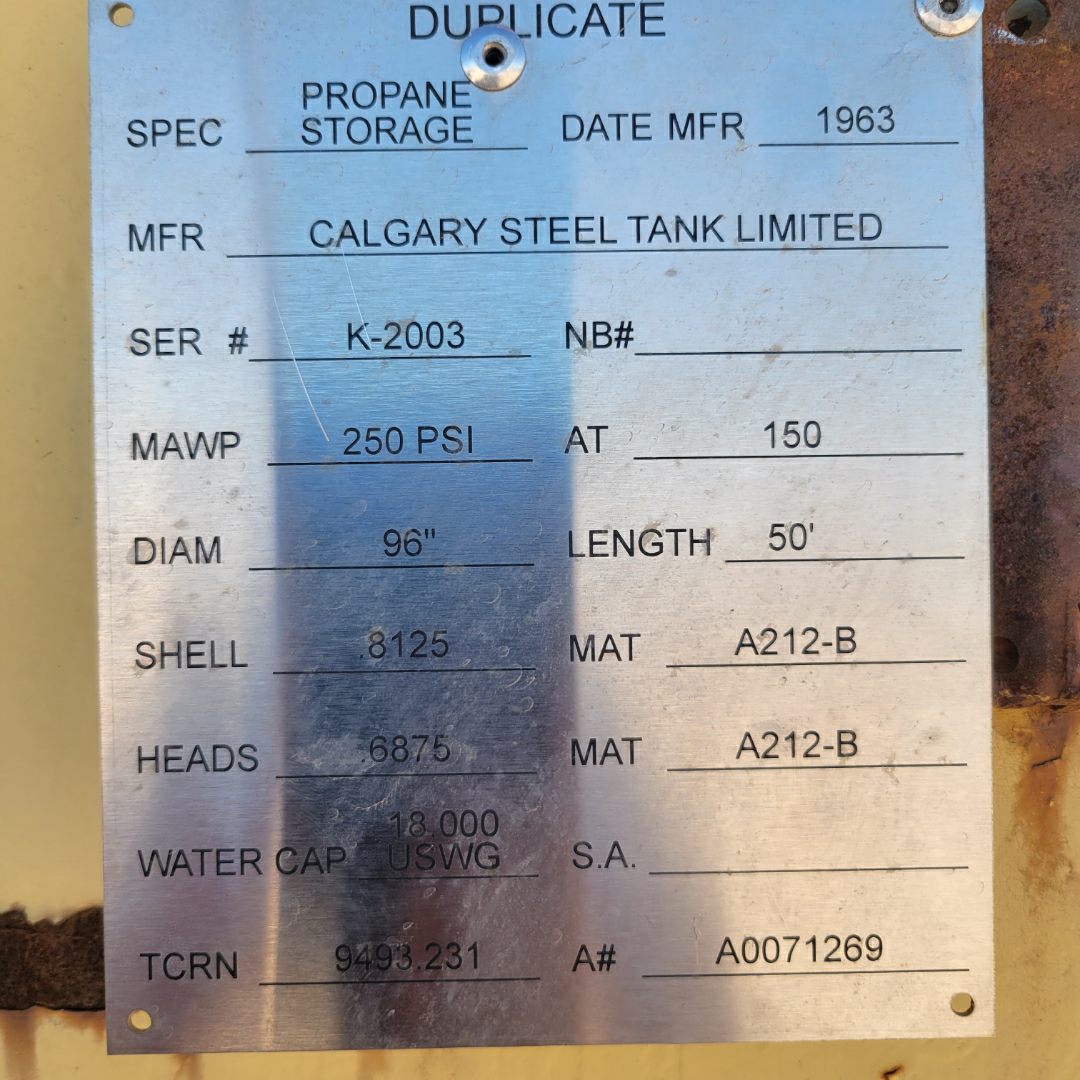 DUPLICATE
SPEC PROPANE STORAGE DATE MFR 1963
MFR CALGARY STEEL TANK LIMITED
SER # K-2003 NB#
MAWP 250 PSI AT 150
DIAM 96" LENGTH 50'
SHELL .8125 MAT A212-B
HEADS .6875 MAT A212-B
WATER CAP 18,000 USWG S.A.
TCRN 9493.231 A# A0071269